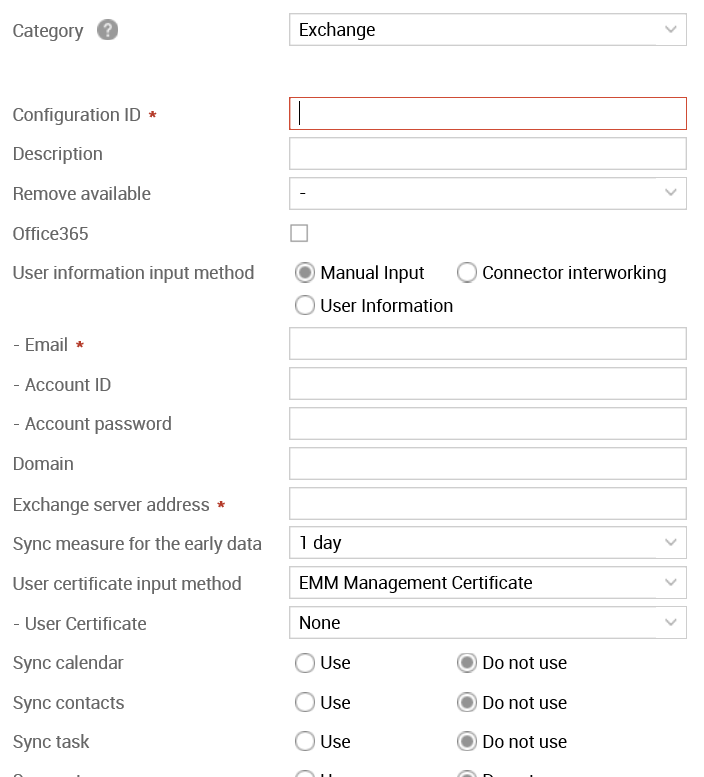 Category ? Exchange
Configuration ID *
Description
Remove available -
Office365
User information input method Manual Input Connector interworking
User Information
- Email *
- Account ID
- Account password
Domain
Exchange server address *
Sync measure for the early data 1 day
User certificate input method EMM Management Certificate
- User Certificate None
Sync calendar Use Do not use
Sync contacts Use Do not use
Sync task Use Do not use